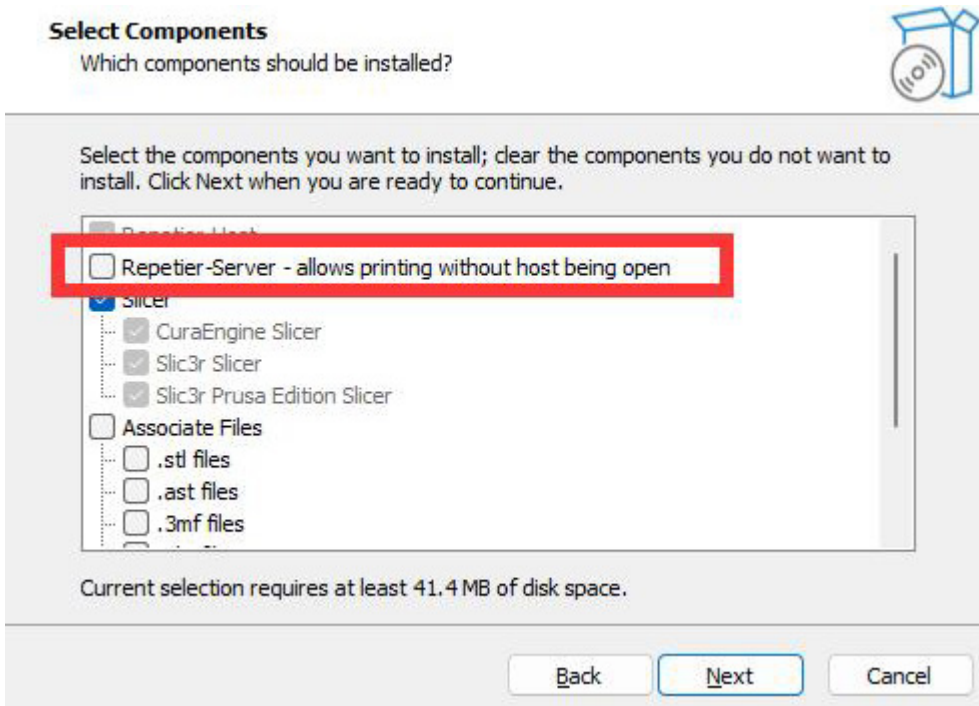 Select Components
Which components should be installed?
Select the components you want to install; clear the components you do not want to
install. Click Next when you are ready to continue.
Repetier-Server - allows printing without host being open
Slicer
CuraEngine Slicer
Slic3r Slicer
Slic3r Prusa Edition Slicer
Associate Files
.stl files
.ast files
.3mf files
Current selection requires at least 41.4 MB of disk space.
Back
Next
Cancel